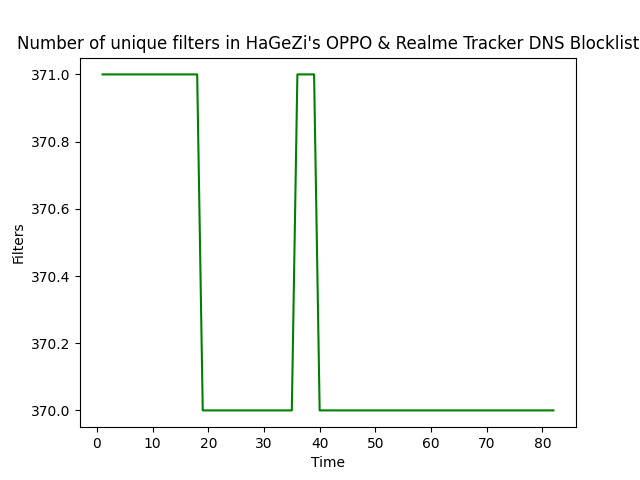 Number of unique filters in HaGeZi's OPPO & Realme Tracker DNS Blocklist
371.0
370.8
370.6
370.4
370.2
370.0
Filters
0 10 20 30 40 50 60 70 80
Time